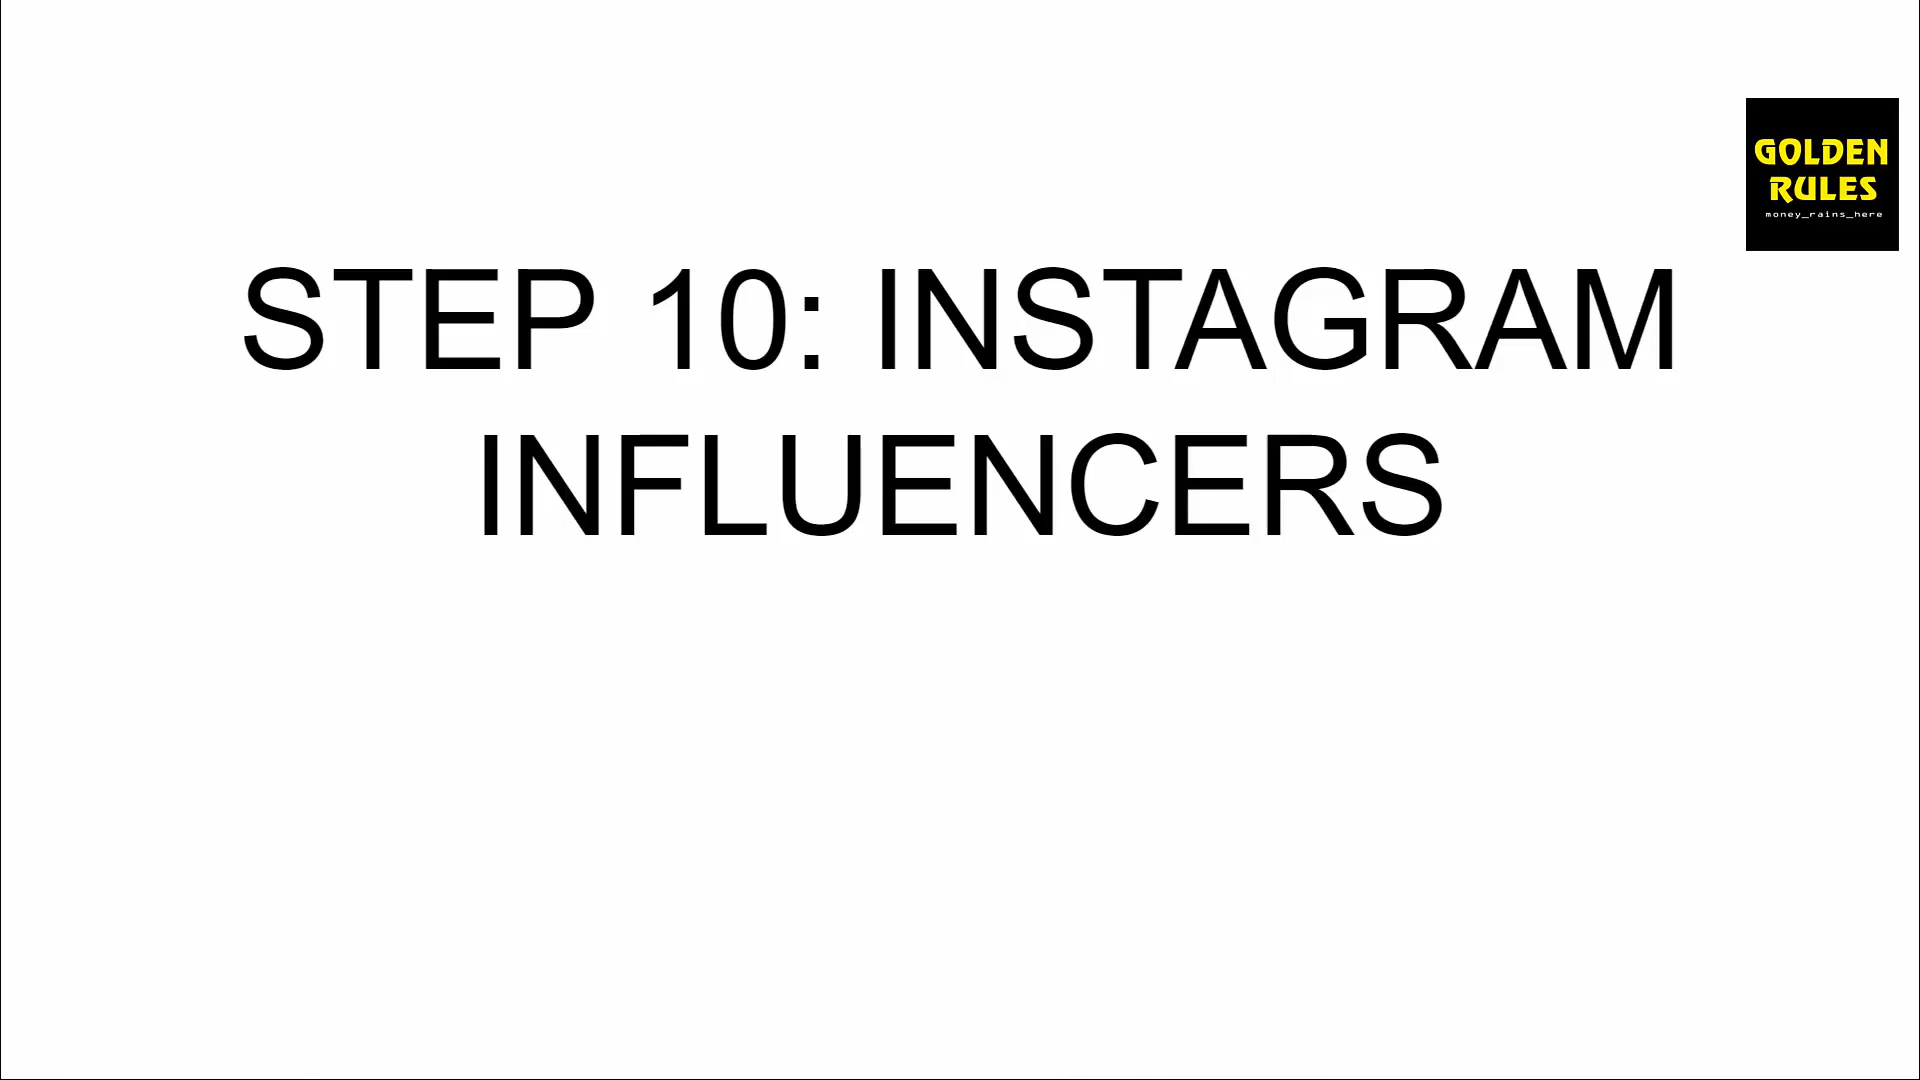 GOLDEN
RULES
money_rains_here
STEP 10: INSTAGRAM
INFLUENCERS